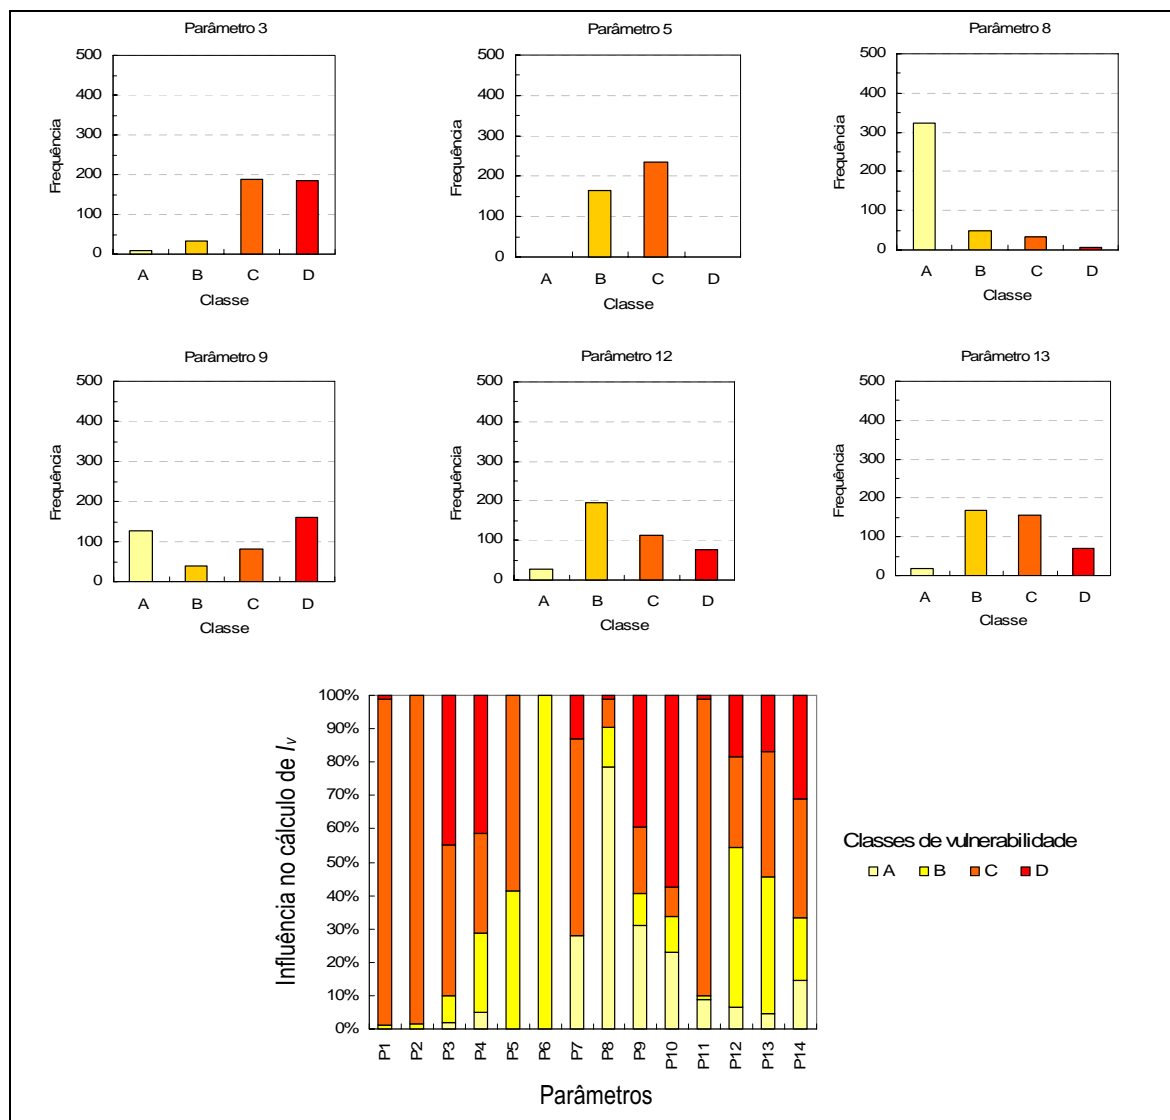 Parâmetro 3
500
400
300
200
100
0
Frequência
A B C D
Classe
Parâmetro 5
500
400
300
200
100
0
Frequência
A B C D
Classe
Parâmetro 8
500
400
300
200
100
0
Frequência
A B C D
Classe
Parâmetro 9
500
400
300
200
100
0
Frequência
A B C D
Classe
Parâmetro 12
500
400
300
200
100
0
Frequência
A B C D
Classe
Parâmetro 13
500
400
300
200
100
0
Frequência
A B C D
Classe
100%
90%
80%
70%
60%
50%
40%
30%
20%
10%
0%
Influência no cálculo de Iv
P1 P2 P3 P4 P5 P6 P7 P8 P9 P10 P11 P12 P13 P14
Parâmetros
Classes de vulnerabilidade
A B C D